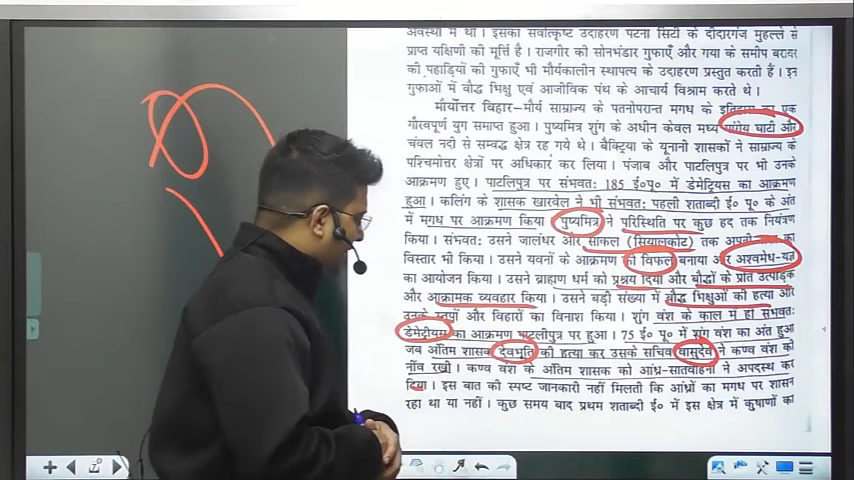 अवस्था में थी। इसका सर्वोत्कृष्ट उदाहरण पटना सिटी के दीदारगंज मुहल्ले से
प्राप्त यक्षिणी की मूर्त्ति है। राजगीर की सोनभंडार गुफाएँ और गया के समीप बराबर
की पहाड़ियों की गुफाएँ भी मौर्यकालीन स्थापत्य के उदाहरण प्रस्तुत करती हैं। इन
गुफाओं में बौद्ध भिक्षु एवं आजीविक पंथ के आचार्य विश्राम करते थे।
मौर्योत्तर बिहार–मौर्य साम्राज्य के पतनोपरान्त मगध के इतिहास का एक
गौरवपूर्ण युग समाप्त हुआ। पुष्यमित्र शुंग के अधीन केवल मध्य गांगेय घाटी और
चंवल नदी से सम्बद्ध क्षेत्र रह गये थे। बैक्ट्रिया के यूनानी शासकों ने साम्राज्य के
पश्चिमोत्तर क्षेत्रों पर अधिकार कर लिया। पंजाब और पाटलिपुत्र पर भी उनके
आक्रमण हुए। पाटलिपुत्र पर संभवत: 185 ई०पू० में डेमेट्रियस का आक्रमण
हुआ। कलिंग के शासक खारवेल ने भी संभवत: पहली शताब्दी ई० पू० के अंत
में मगध पर आक्रमण किया। पुष्यमित्र ने परिस्थिति पर कुछ हद तक नियंत्रण
किया। संभवत: उसने जालंधर और साकल (सियालकोट) तक अपनी का
विस्तार भी किया। उसने यवनों के आक्रमण को विफल बनाया और अश्वमेध-यज्ञ
का आयोजन किया। उसने ब्राह्मण धर्म को प्रश्रय दिया और बौद्धों के प्रति उत्पीड़क
और आक्रामक व्यवहार किया। उसने बड़ी संख्या में बौद्ध भिक्षुओं की हत्या और
उनके स्तूपों और विहारों का विनाश किया। शुंग वंश के काल में ही संभवत:
डेमेट्रीयस का आक्रमण पाटलीपुत्र पर हुआ। 75 ई० पू० में शुंग वंश का अंत हुआ
जब अंतिम शासक देवभूति की हत्या कर उसके सचिव वासुदेव ने कण्व वंश की
नींव रखी। कण्व वंश के अंतिम शासक को आंध्र-सातवाहनों ने अपदस्थ कर
दिया। इस बात की स्पष्ट जानकारी नहीं मिलती कि आंध्रों का मगध पर शासन
रहा था या नहीं। कुछ समय बाद प्रथम शताब्दी ई० में इस क्षेत्र में कुषाणों का